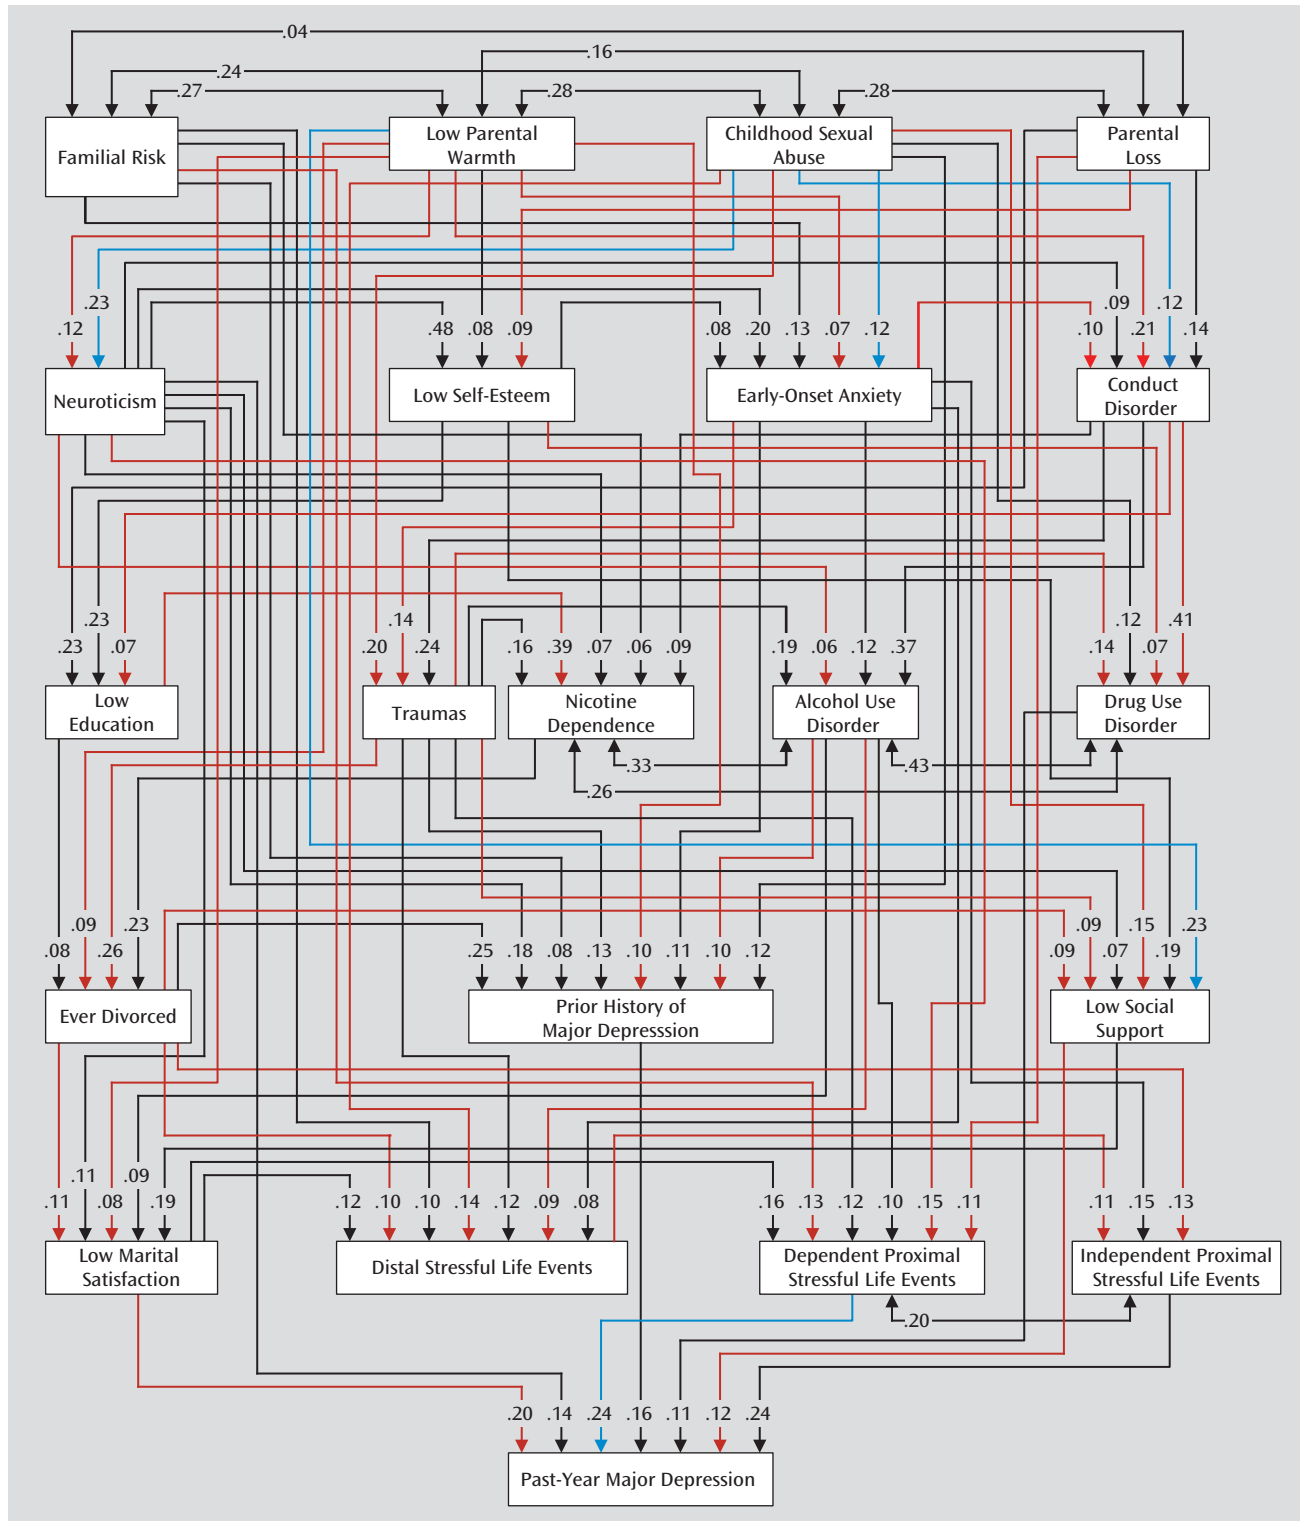 .04
.16
.24
.27
.28
.28
Familial Risk
Low Parental
Warmth
Childhood Sexual
Abuse
Parental
Loss
.12
.23
.48
.08
.09
.08
.20
.13
.07
.12
.10
.09
.21
.12
.14
Neuroticism
Low Self-Esteem
Early-Onset Anxiety
Conduct
Disorder
.23
.23
.07
.20
.14
.24
.16
.39
.07
.06
.09
.19
.06
.12
.37
.14
.12
.07
.41
Low
Education
Traumas
Nicotine
Dependence
Alcohol Use
Disorder
Drug Use
Disorder
.33
.43
.26
.08
.09
.26
.23
.25
.18
.08
.13
.10
.11
.10
.12
.09
.09
.07
.15
.19
.23
Ever Divorced
Prior History of
Major Depresssion
Low Social
Support
.11
.11
.08
.09
.19
.12
.10
.10
.14
.12
.09
.08
.16
.13
.12
.10
.15
.11
.11
.15
.13
Low Marital
Satisfaction
Distal Stressful Life Events
Dependent Proximal
Stressful Life Events
Independent Proximal
Stressful Life Events
.20
.20
.14
.24
.16
.11
.12
.24
Past-Year Major Depression